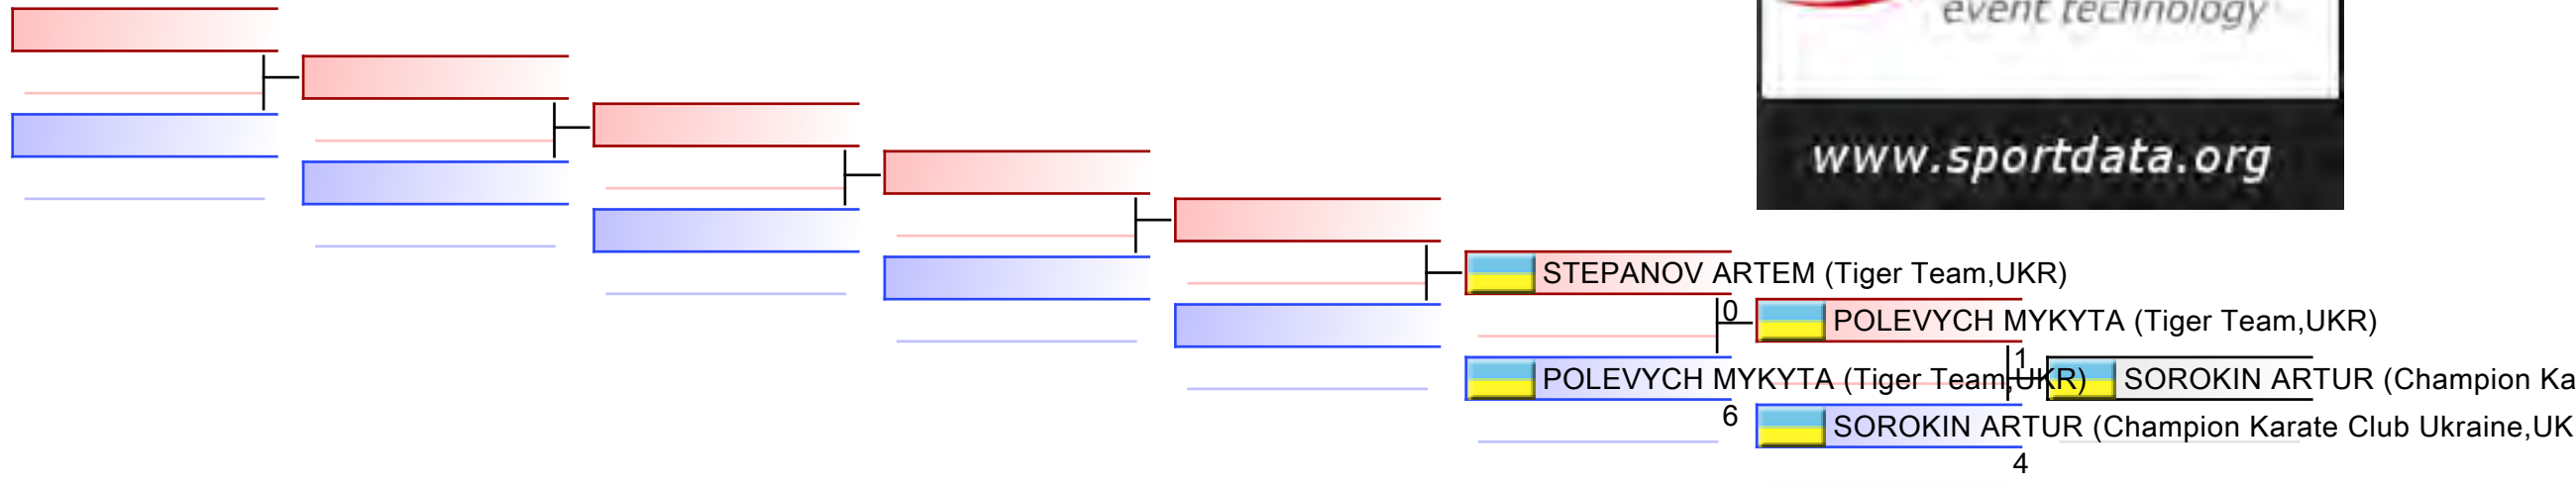 event technology
www.sportdata.org
STEPANOV ARTEM (Tiger Team,UKR)
0
POLEVYCH MYKYTA (Tiger Team,UKR)
1
POLEVYCH MYKYTA (Tiger Team,UKR)
SOROKIN ARTUR (Champion Ka
6
SOROKIN ARTUR (Champion Karate Club Ukraine,UK
4